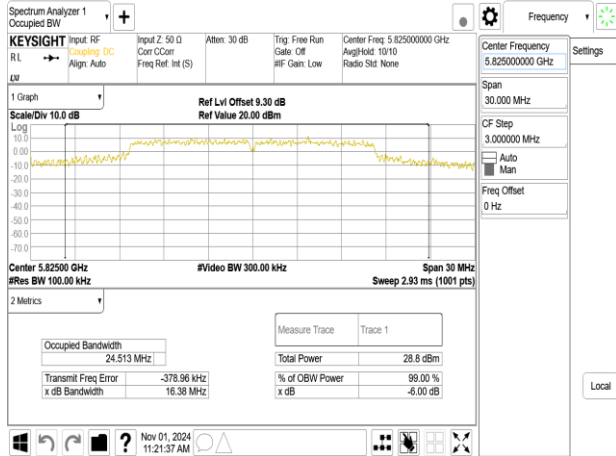 Spectrum Analyzer 1
Occupied BW
Frequency
KEYSIGHT
RL
LXI
Input: RF
Coupling: DC
Align: Auto
Input Z: 50 Ω
Corr CCorr
Freq Ref: Int (S)
Atten: 30 dB
Trig: Free Run
Gate: Off
#IF Gain: Low
Center Freq: 5.825000000 GHz
Avg|Hold: 10/10
Radio Std: None
Center Frequency
5.825000000 GHz
Settings
Span
30.000 MHz
CF Step
3.000000 MHz
Auto
Man
Freq Offset
0 Hz
Local
1 Graph
Scale/Div 10.0 dB
Ref Lvl Offset 9.30 dB
Ref Value 20.00 dBm
Log
10.0
0.00
-10.0
-20.0
-30.0
-40.0
-50.0
-60.0
-70.0
Center 5.82500 GHz
#Res BW 100.00 kHz
#Video BW 300.00 kHz
Span 30 MHz
Sweep 2.93 ms (1001 pts)
2 Metrics
Measure Trace Trace 1
Occupied Bandwidth
24.513 MHz
Total Power 28.8 dBm
Transmit Freq Error -378.96 kHz
% of OBW Power 99.00 %
x dB Bandwidth 16.38 MHz
x dB -6.00 dB
Nov 01, 2024
11:21:37 AM